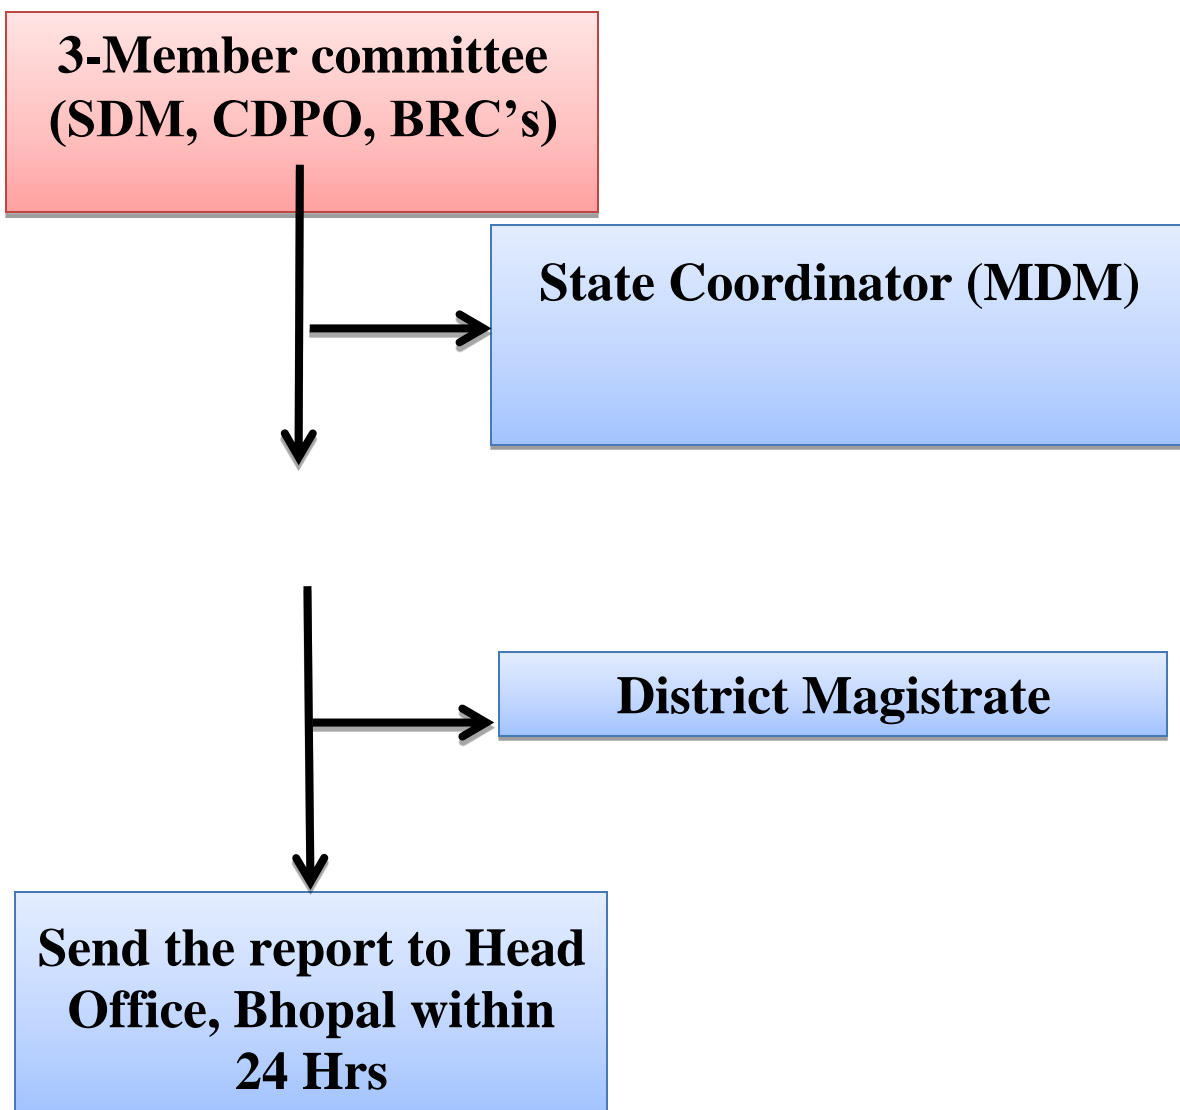 3-Member committee
(SDM, CDPO, BRC’s)
State Coordinator (MDM)
District Magistrate
Send the report to Head
Office, Bhopal within
24 Hrs